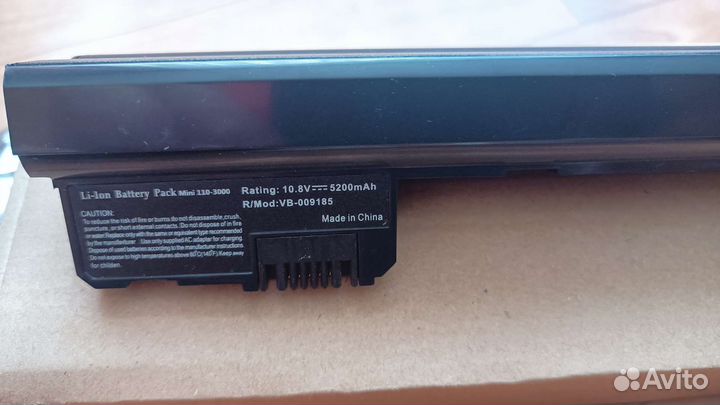 Li-Ion Battery Pack Mini 110-3000
Rating: 10.8V⎓5200mAh
R/Mod: VB-009185
Made in China
CAUTION:
To reduce the risk of fire or burns,do not disassemble,crush,
puncture,or short external contacts .Do not dispose of in fire
or water.Replace only with the same or equivalent type recommended
by the manufacturer . Use only supplied AC adapter for charging
Dispose of used batteries according to the manufacturer instructions
Do not expose to high temperatures above 60°C(140°F).Keep away
from children.
Avito